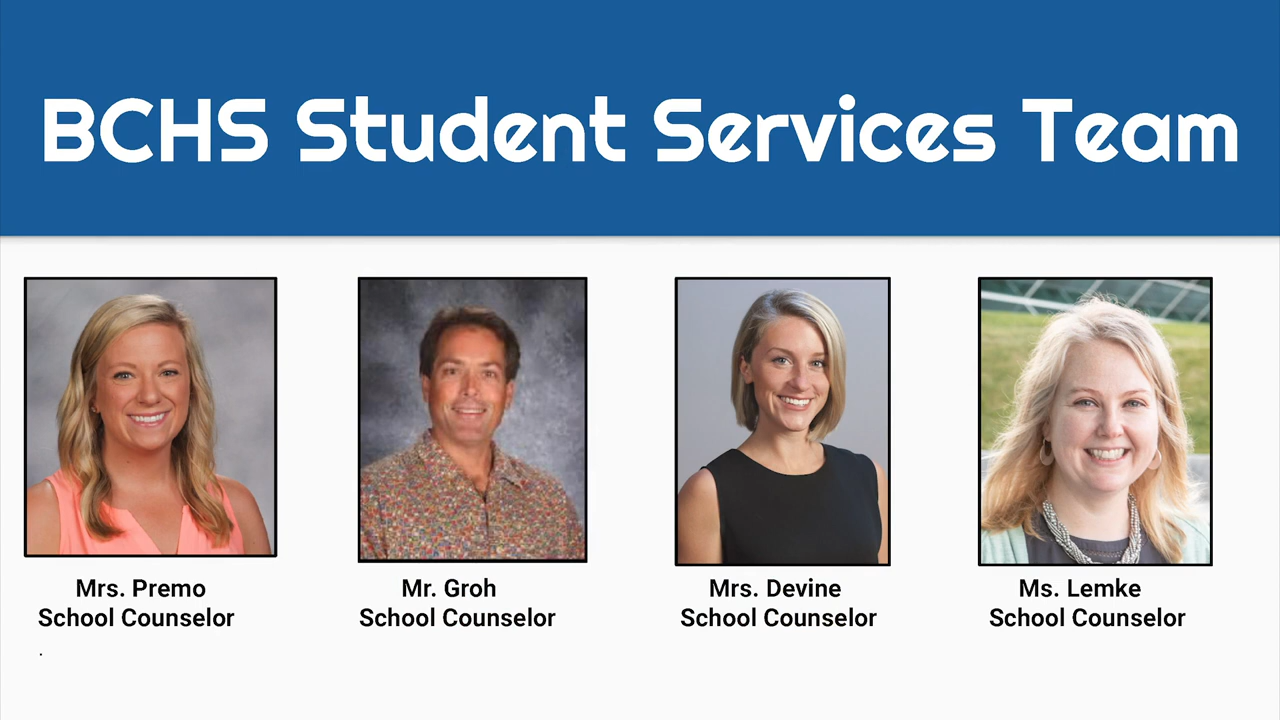 BCHS Student Services Team
Mrs. Premo
School Counselor
Mr. Groh
School Counselor
Mrs. Devine
School Counselor
Ms. Lemke
School Counselor
.